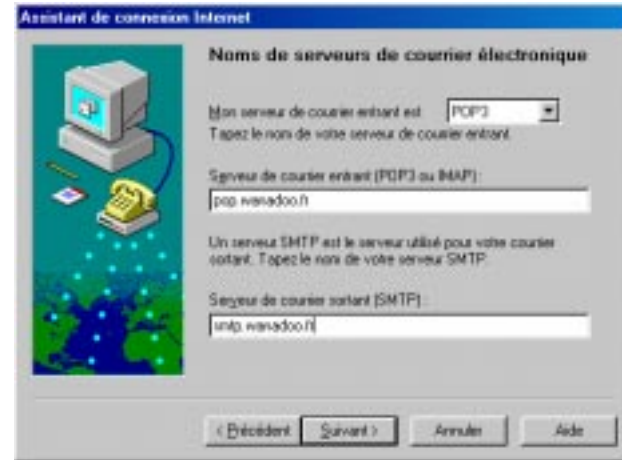 Assistant de connexion Internet
Noms de serveurs de courrier électronique
Mon serveur de courrier entrant est POP3
Tapez le nom de votre serveur de courrier entrant.
Serveur de courrier entrant (POP3 ou IMAP) :
pop.wanadoo.fr
Un serveur SMTP est le serveur utilisé pour votre courrier
sortant. Tapez le nom de votre serveur SMTP.
Serveur de courrier sortant (SMTP) :
smtp.wanadoo.fr
< Précédent Suivant > Annuler Aide